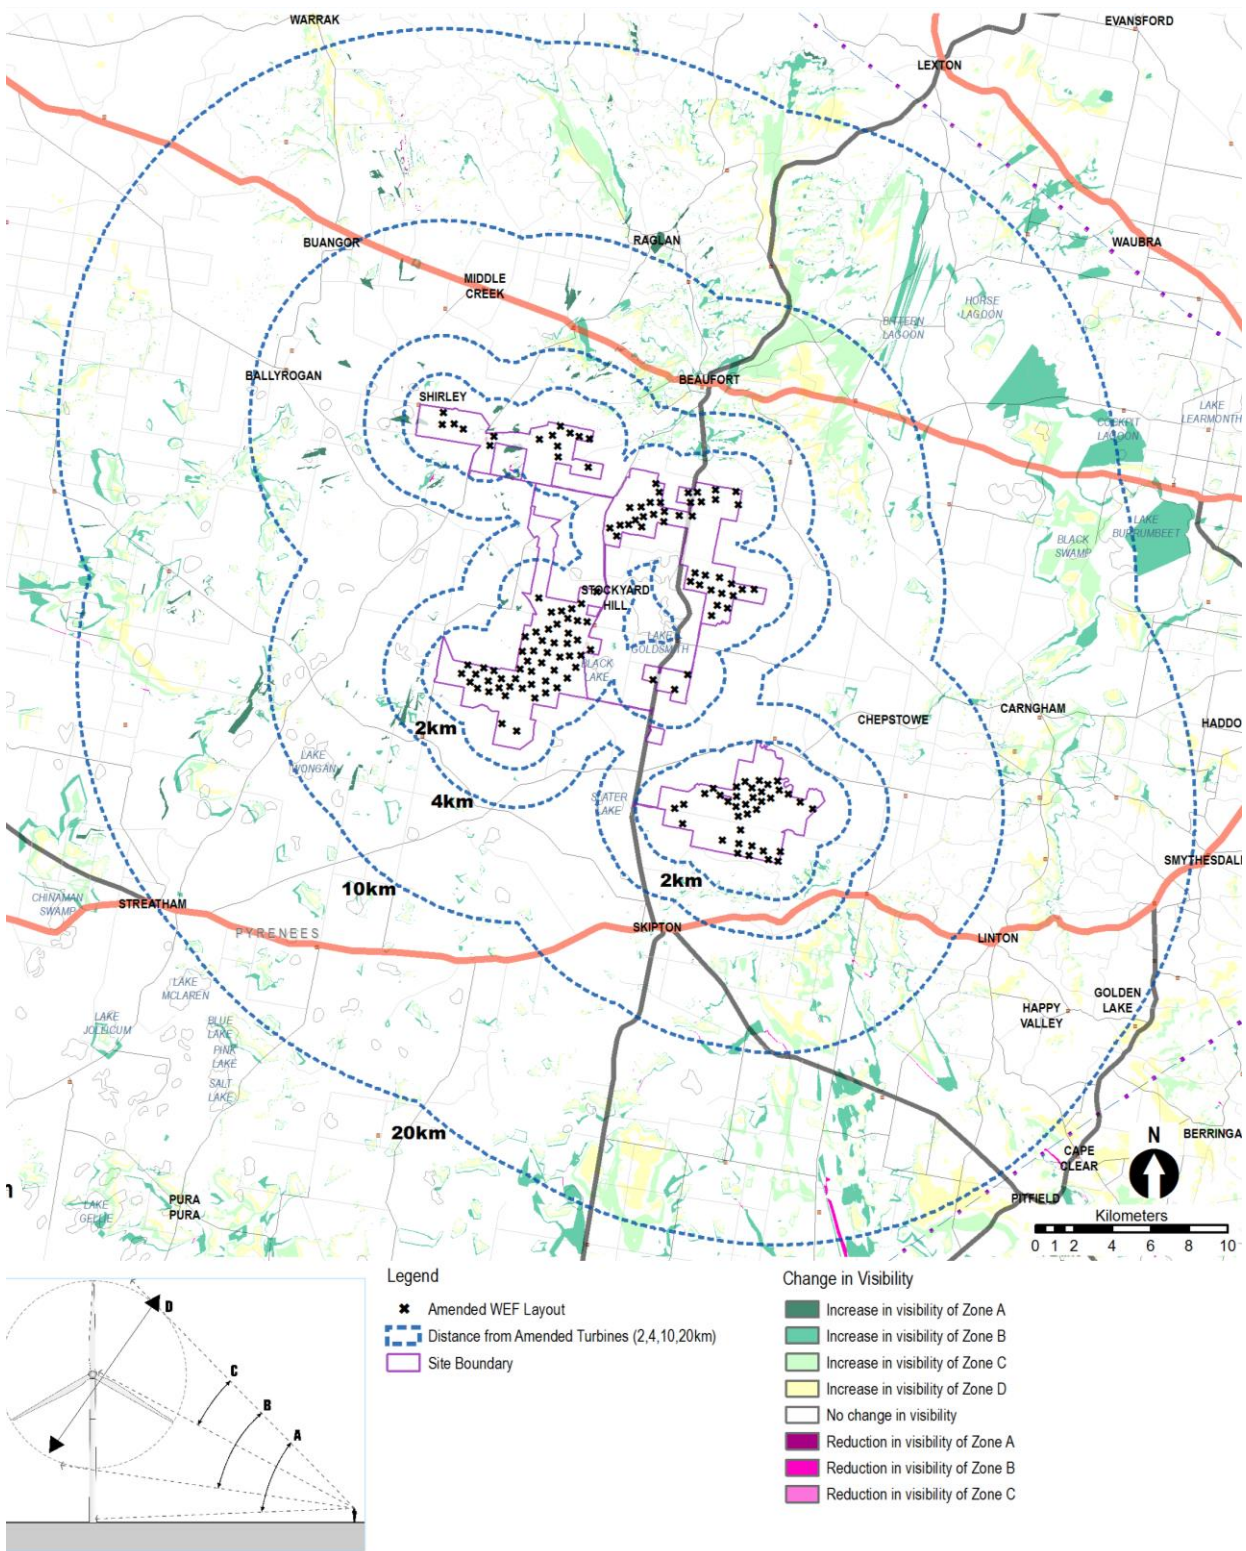 WARRAK
EVANSFORD
LEXTON
BUANGOR
RAGLAN
WAUBRA
MIDDLE
CREEK
HORSE
LAGOON
BITTERN
LAGOON
BALLYROGAN
BEAUFORT
SHIRLEY
LAKE
LEARMONTH
COCKPIT
LAGOON
LAKE
BURRUMBEET
BLACK
SWAMP
STOCKYARD
HILL
LAKE
GOLDSMITH
BLACK
LAKE
CARNGHAM
CHEPSTOWE
HADDO
2km
LAKE
WONGAN
4km
SLATER
LAKE
SMYTHESDAL
2km
10km
CHINAMAN
SWAMP
STREATHAM
PYRENEES
SKIPTON
LINTON
LAKE
MCLAREN
GOLDEN
LAKE
HAPPY
VALLEY
LAKE
JOLLICUM
BLUE
LAKE
PINK
LAKE
SALT
LAKE
20km
N
BERRINGA
CAPE
CLEAR
PURA
PURA
LAKE
GELLIE
PITFIELD
Kilometers
0 1 2 4 6 8 10
Legend
Amended WEF Layout
Distance from Amended Turbines (2,4,10,20km)
Site Boundary
Change in Visibility
Increase in visibility of Zone A
Increase in visibility of Zone B
Increase in visibility of Zone C
Increase in visibility of Zone D
No change in visibility
Reduction in visibility of Zone A
Reduction in visibility of Zone B
Reduction in visibility of Zone C
D
C
B
A